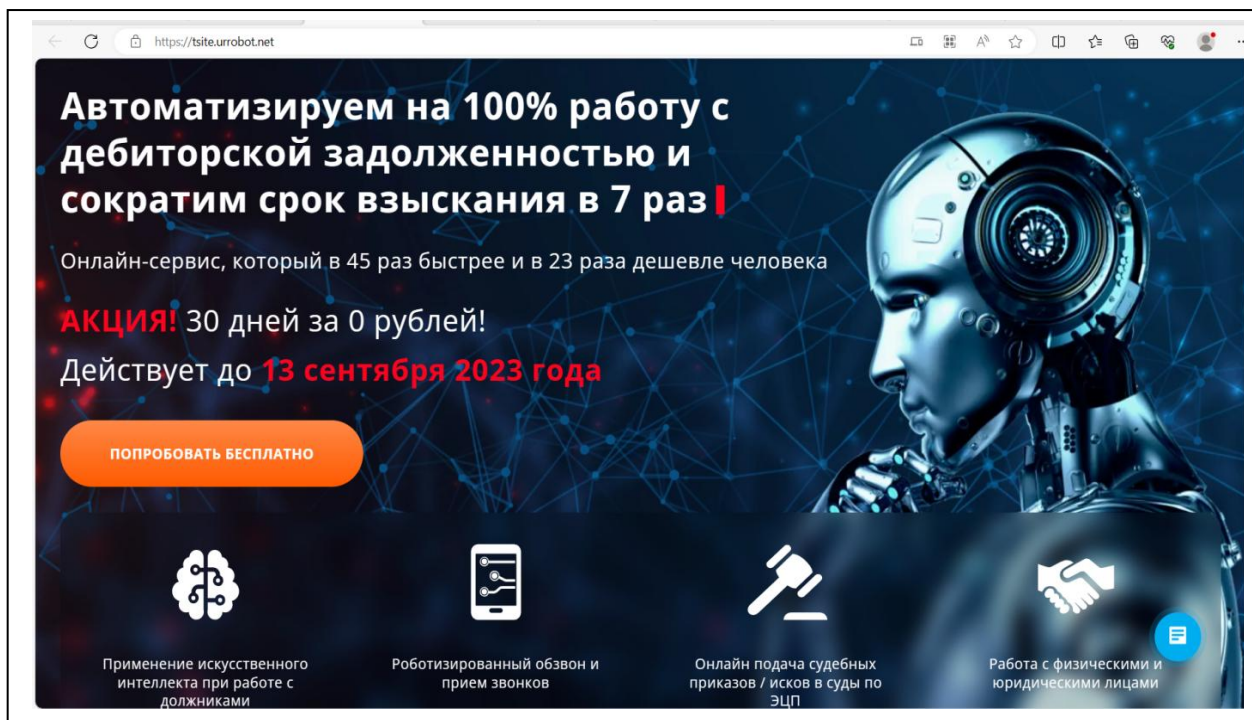 https://tsite.urrobot.net
Автоматизируем на 100% работу с
дебиторской задолженностью и
сократим срок взыскания в 7 раз
Онлайн-сервис, который в 45 раз быстрее и в 23 раза дешевле человека
АКЦИЯ! 30 дней за 0 рублей!
Действует до 13 сентября 2023 года
ПОПРОБОВАТЬ БЕСПЛАТНО
Применение искусственного
интеллекта при работе с
должниками
Роботизированный обзвон и
прием звонков
Онлайн подача судебных
приказов / исков в суды по
ЭЦП
Работа с физическими и
юридическими лицами